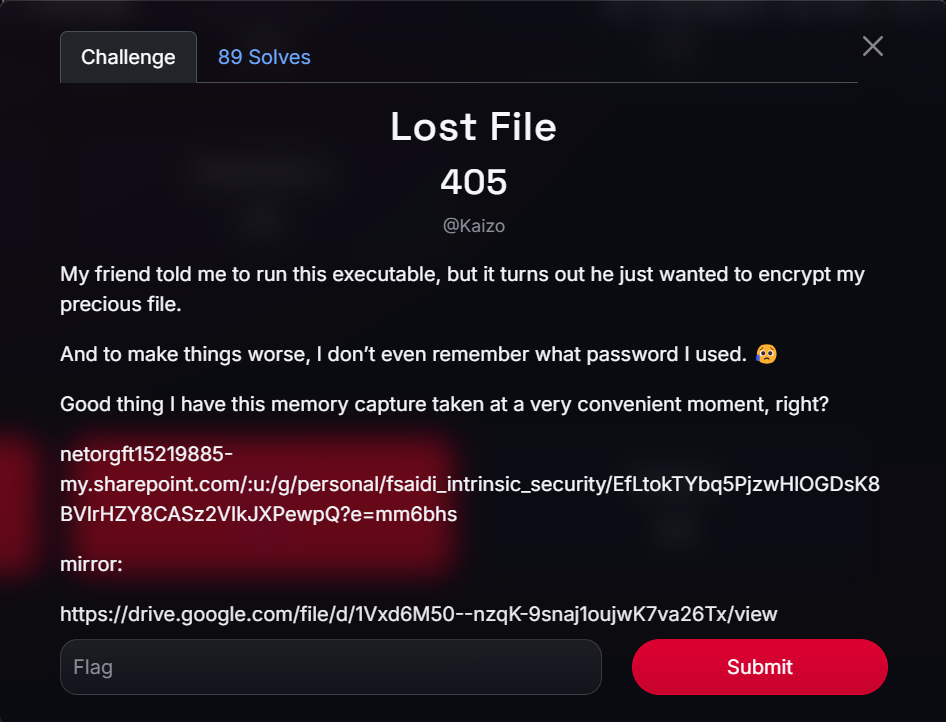 Challenge
89 Solves
Lost File
405
@Kaizo
My friend told me to run this executable, but it turns out he just wanted to encrypt my
precious file.
And to make things worse, I don’t even remember what password I used. 😥
Good thing I have this memory capture taken at a very convenient moment, right?
netorgft15219885-
my.sharepoint.com/:u:/g/personal/fsaidi_intrinsic_security/EfLtokTYbq5PjzwHlOGDsK8
BVIrHZY8CASz2VIkJXPewpQ?e=mm6bhs
mirror:
https://drive.google.com/file/d/1Vxd6M50--nzqK-9snaj1oujwK7va26Tx/view
Flag
Submit